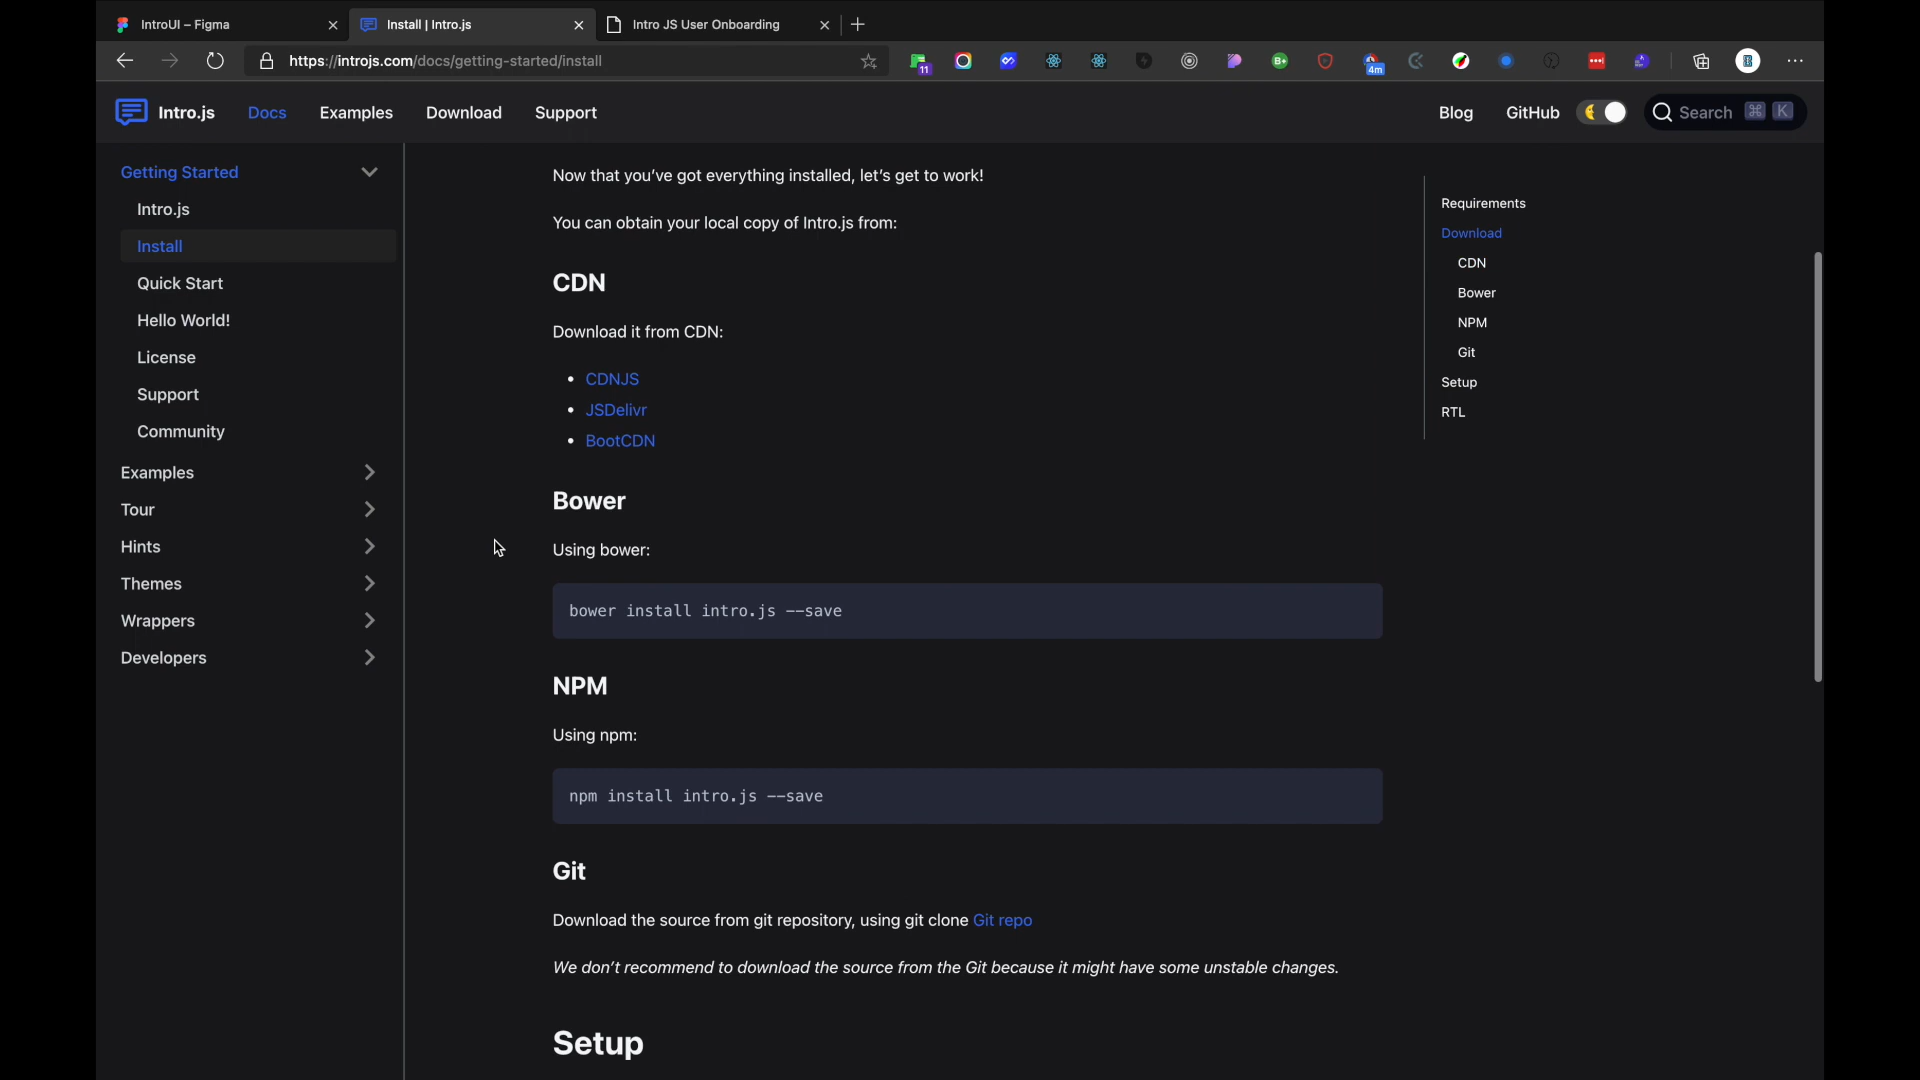 IntroUI – Figma
Install | Intro.js
Intro JS User Onboarding
https://introjs.com/docs/getting-started/install
11
B+
4m
Intro.js
Docs
Examples
Download
Support
Blog
GitHub
Search ⌘ K
Getting Started
Intro.js
Install
Quick Start
Hello World!
License
Support
Community
Examples
Tour
Hints
Themes
Wrappers
Developers
Now that you've got everything installed, let's get to work!
You can obtain your local copy of Intro.js from:
CDN
Download it from CDN:
• CDNJS
• JSDelivr
• BootCDN
Bower
Using bower:
bower install intro.js --save
NPM
Using npm:
npm install intro.js --save
Git
Download the source from git repository, using git clone Git repo
We don't recommend to download the source from the Git because it might have some unstable changes.
Setup
Requirements
Download
CDN
Bower
NPM
Git
Setup
RTL